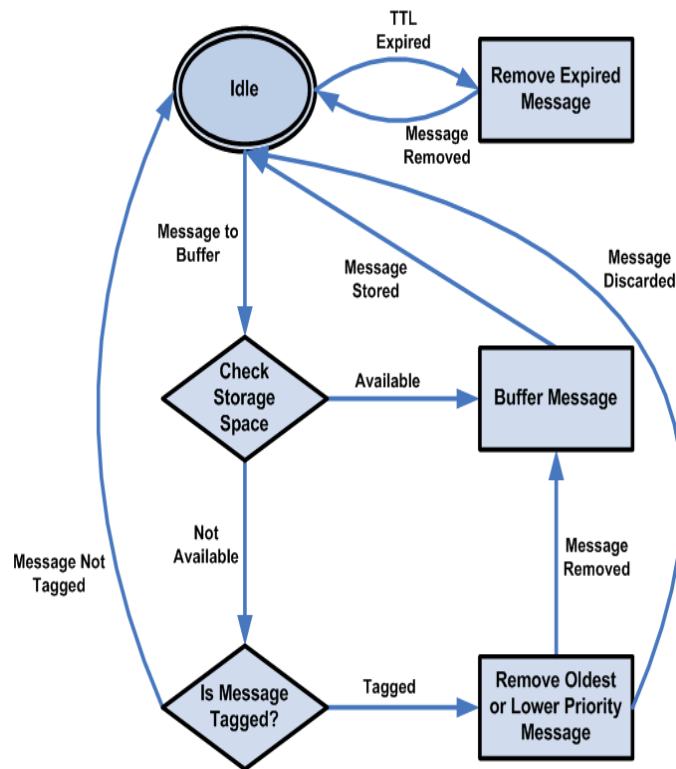 TTL
Expired
Idle
Remove Expired
Message
Message
Removed
Message to
Buffer
Message
Stored
Message
Discarded
Check
Storage
Space
Available
Buffer Message
Not
Available
Message Not
Tagged
Message
Removed
Is Message
Tagged?
Tagged
Remove Oldest
or Lower Priority
Message